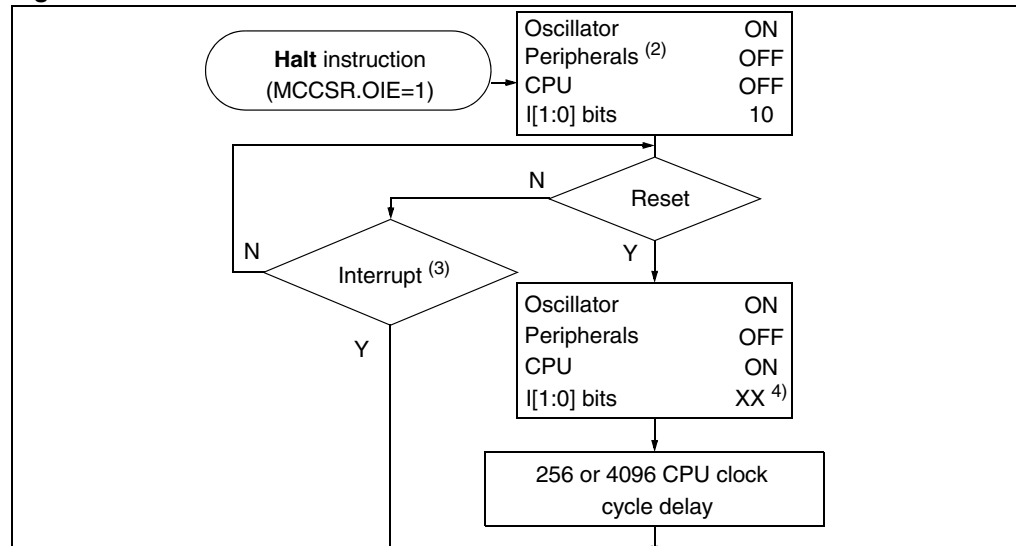 Halt instruction
(MCCSR.OIE=1)
Oscillator ON
Peripherals (2) OFF
CPU OFF
I[1:0] bits 10
N
Reset
N
Interrupt (3)
Y
Y
Oscillator ON
Peripherals OFF
CPU ON
I[1:0] bits XX 4)
256 or 4096 CPU clock
cycle delay